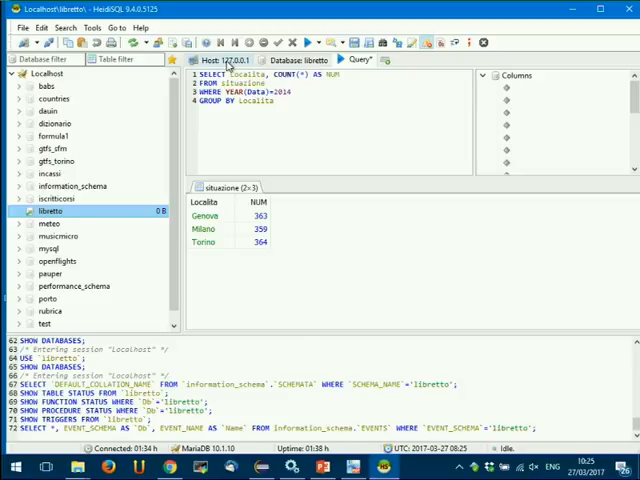 Localhost\libretto\ - HeidiSQL 9.4.0.5125
File Edit Search Tools Go to Help
Database filter Table filter Host: 127.0.0.1 Database: libretto Query*
Localhost
babs
countries
dauin
dizionario
formula1
gtfs_sfm
gtfs_torino
incassi
information_schema
iscritticorsi
libretto 0 B
meteo
musicmicro
mysql
openflights
pauper
performance_schema
porto
rubrica
test
1 SELECT Localita, COUNT(*) AS NUM
2 FROM situazione
3 WHERE YEAR(Data)=2014
4 GROUP BY Localita
Columns
situazione (2×3)
Localita NUM
Genova 363
Milano 359
Torino 364
62 SHOW DATABASES;
63 /* Entering session "Localhost" */
64 USE `libretto`;
65 SHOW DATABASES;
66 /* Entering session "Localhost" */
67 SELECT `DEFAULT_COLLATION_NAME` FROM `information_schema`.`SCHEMATA` WHERE `SCHEMA_NAME`='libretto';
68 SHOW TABLE STATUS FROM `libretto`;
69 SHOW FUNCTION STATUS WHERE `Db`='libretto';
70 SHOW PROCEDURE STATUS WHERE `Db`='libretto';
71 SHOW TRIGGERS FROM `libretto`;
72 SELECT *, EVENT_SCHEMA AS `Db`, EVENT_NAME AS `Name` FROM information_schema.`EVENTS` WHERE `EVENT_SCHEMA`='libretto';
Connected: 01:34 h MariaDB 10.1.10 Uptime: 01:38 h UTC: 2017-03-27 08:25 Idle.
10:25
27/03/2017